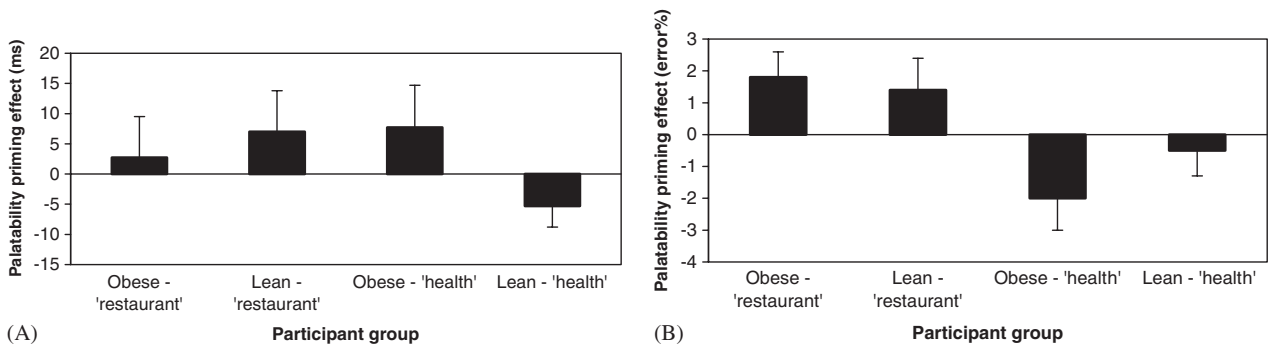 Palatability priming effect (ms)
20
15
10
5
0
-5
-10
-15
Obese -
'restaurant'
Lean -
'restaurant'
Obese - 'health'
Lean - 'health'
Participant group
(A)
Palatability priming effect (error%)
3
2
1
0
-1
-2
-3
-4
Obese -
'restaurant'
Lean -
'restaurant'
Obese - 'health'
Lean - 'health'
Participant group
(B)